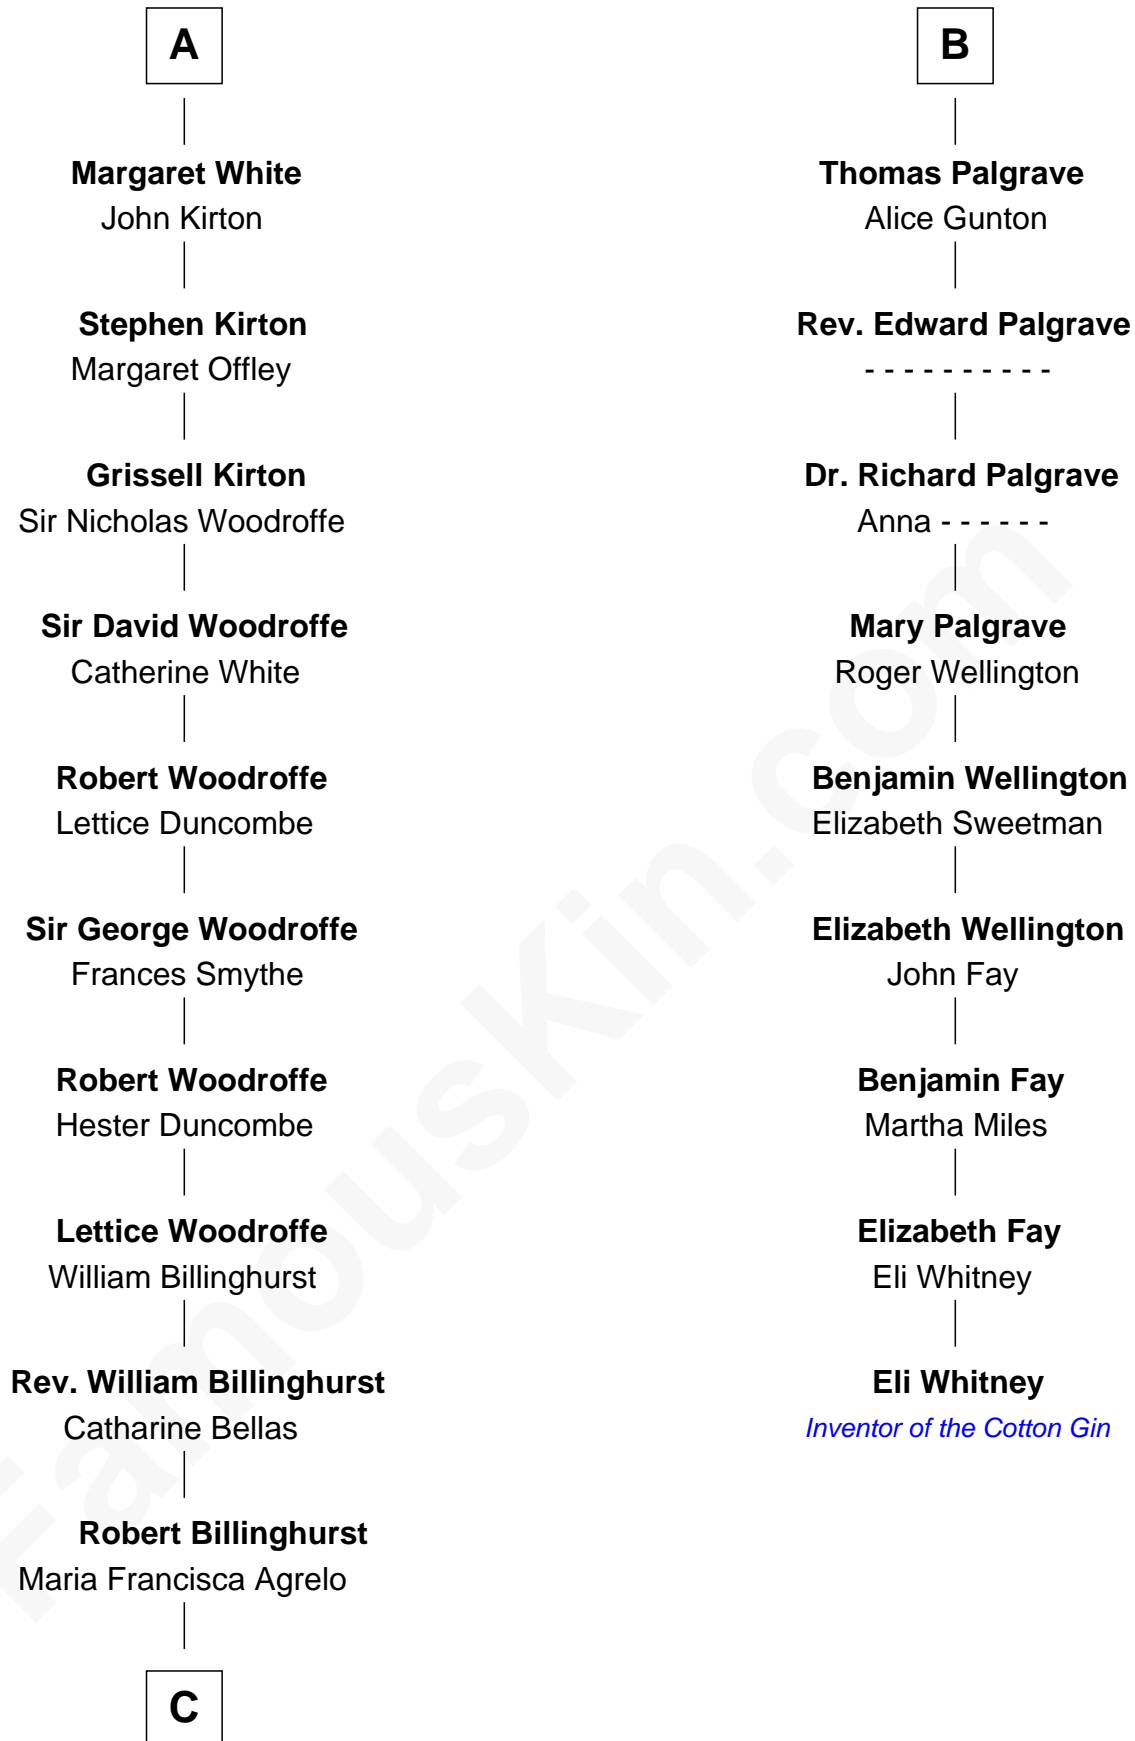 A
Margaret White
John Kirton
Stephen Kirton
Margaret Offley
Grissell Kirton
Sir Nicholas Woodroffe
Sir David Woodroffe
Catherine White
Robert Woodroffe
Lettice Duncombe
Sir George Woodroffe
Frances Smythe
Robert Woodroffe
Hester Duncombe
Lettice Woodroffe
William Billinghurst
Rev. William Billinghurst
Catharine Bellas
Robert Billinghurst
Maria Francisca Agrelo
C
B
Thomas Palgrave
Alice Gunton
Rev. Edward Palgrave
- - - - - - - - - -
Dr. Richard Palgrave
Anna - - - - - -
Mary Palgrave
Roger Wellington
Benjamin Wellington
Elizabeth Sweetman
Elizabeth Wellington
John Fay
Benjamin Fay
Martha Miles
Elizabeth Fay
Eli Whitney
Eli Whitney
Inventor of the Cotton Gin
FamousKin.com